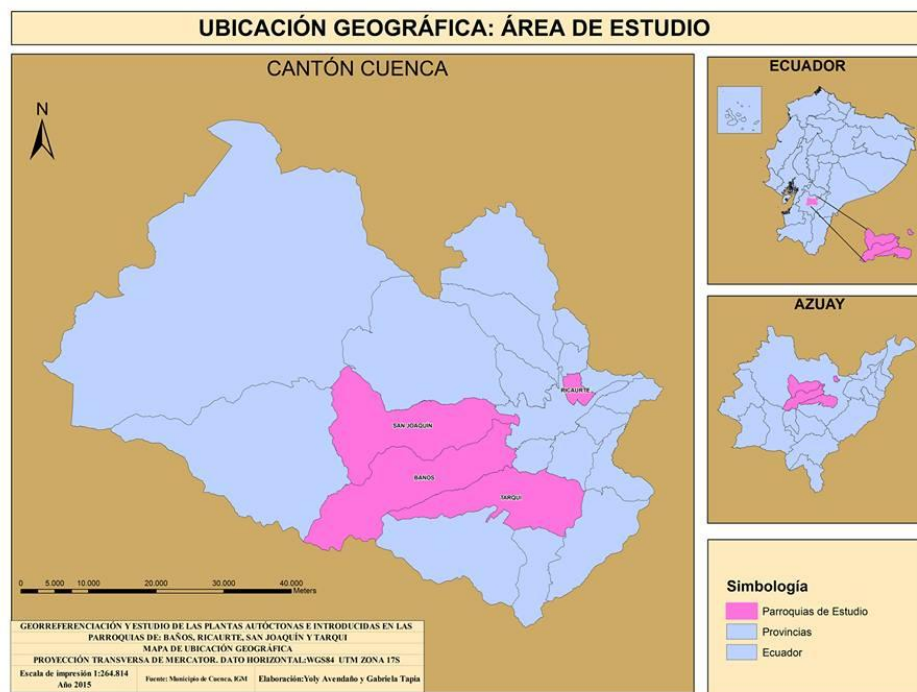 UBICACIÓN GEOGRÁFICA: ÁREA DE ESTUDIO
CANTÓN CUENCA
N
RICAURTE
SAN JOAQUIN
BAÑOS
TARQUI
0 5.000 10.000 20.000 30.000 40.000
Meters
GEORREFERENCIACIÓN Y ESTUDIO DE LAS PLANTAS AUTÓCTONAS E INTRODUCIDAS EN LAS
PARROQUIAS DE: BAÑOS, RICAURTE, SAN JOAQUÍN Y TARQUI
MAPA DE UBICACIÓN GEOGRÁFICA
PROYECCIÓN TRANSVERSA DE MERCATOR. DATO HORIZONTAL:WGS84 UTM ZONA 17S
Escala de impresión 1:264.814
Año 2015
Fuente: Municipio de Cuenca, IGM
Elaboración:Yoly Avendaño y Gabriela Tapia
ECUADOR
AZUAY
Simbología
Parroquias de Estudio
Provincias
Ecuador